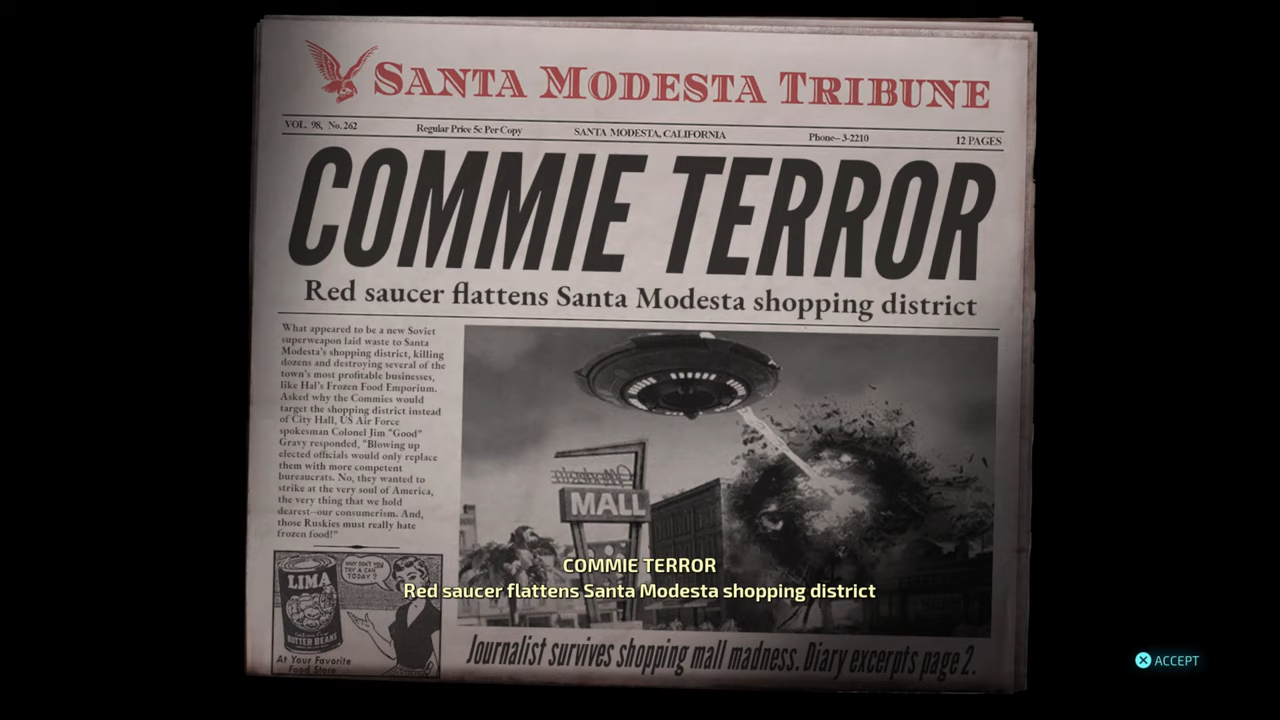 SANTA MODESTA TRIBUNE
VOL. 98, No. 262 Regular Price 5c Per Copy SANTA MODESTA, CALIFORNIA Phone–3-2210 12 PAGES
COMMIE TERROR
Red saucer flattens Santa Modesta shopping district
What appeared to be a new Soviet
superweapon laid waste to Santa
Modesta's shopping district, killing
dozens and destroying several of the
town's most profitable businesses,
like Hal's Frozen Food Emporium.
Asked why the Commies would
target the shopping district instead
of City Hall, US Air Force
spokesman Colonel Jim "Good"
Gravy responded, "Blowing up
elected officials would only replace
them with more competent
bureaucrats. No, they wanted to
strike at the very soul of America,
the very thing that we hold
dearest--our consumerism. And,
those Ruskies must really hate
frozen food!"
LIMA
BUTTER BEANS
WHY DON'T YOU
TRY A CAN
TODAY?
At Your Favorite
Food Store
MALL
COMMIE TERROR
Red saucer flattens Santa Modesta shopping district
Journalist survives shopping mall madness. Diary excerpts page 2.
ACCEPT